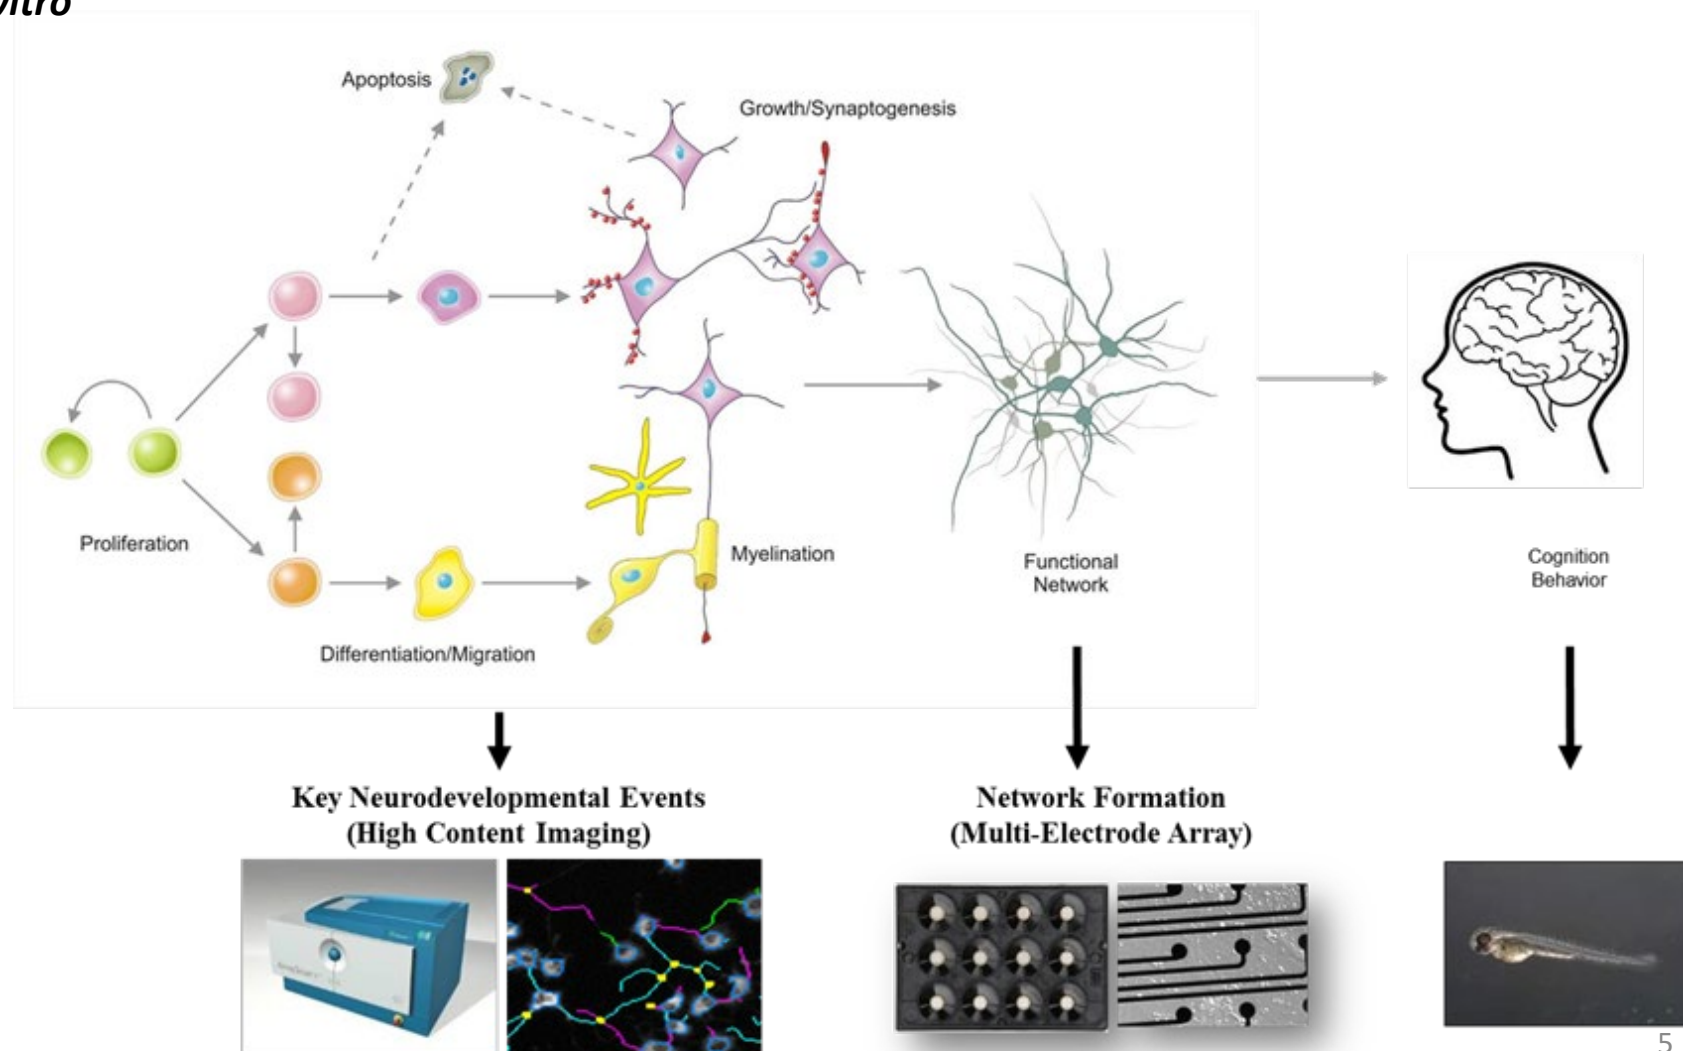 vitro
Apoptosis
Growth/Synaptogenesis
Proliferation
Differentiation/Migration
Myelination
Functional
Network
Cognition
Behavior
Key Neurodevelopmental Events
(High Content Imaging)
Network Formation
(Multi-Electrode Array)
5